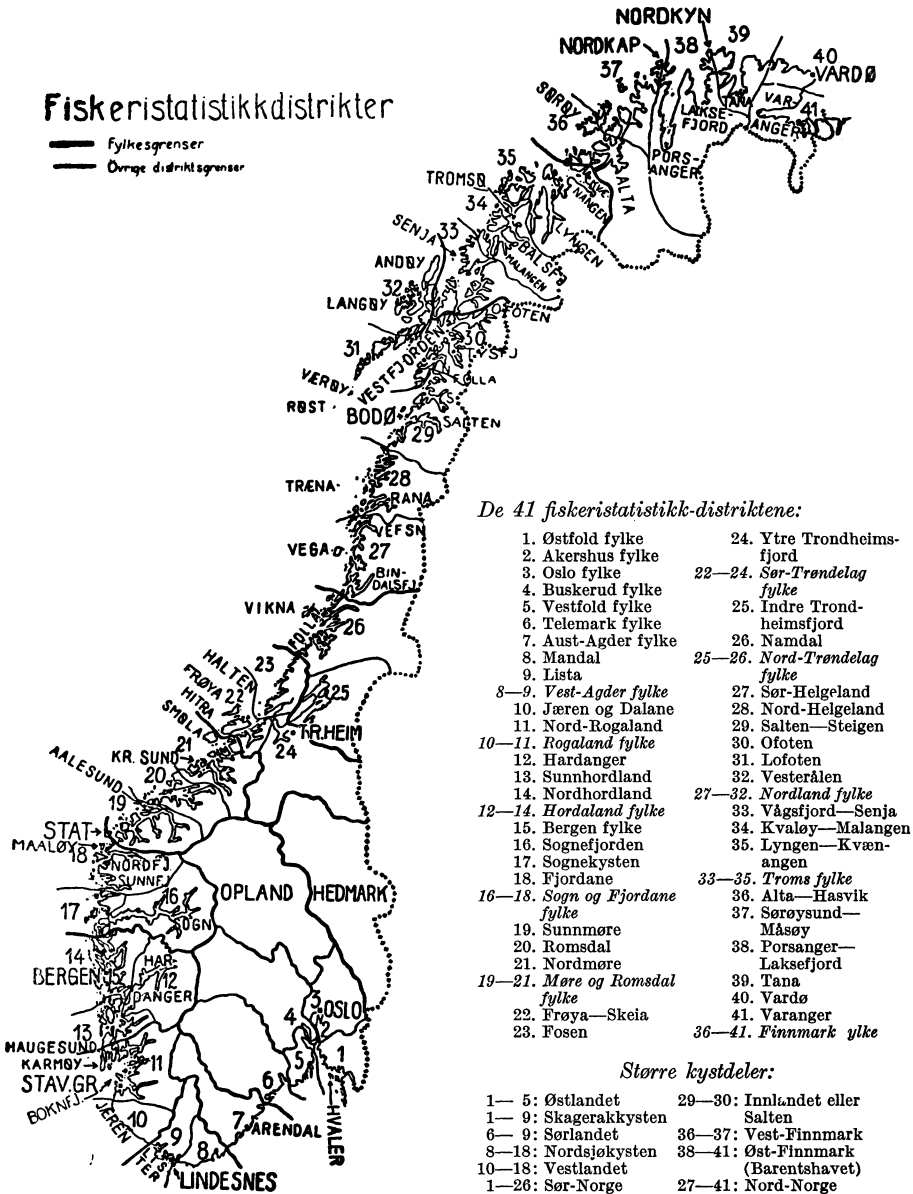 NORDKYN
NORDKAP
38
39
40
VARDØ
37
SØRØY
36
LAKSE-
FJORD
TANA
VAR-
ANGER
41
PORS-
ANGER
ALTA
Fiskeristatistikkdistrikter
Fylkesgrenser
Övrige distriktsgrenser
35
TROMSØ
34
NANGEN
LYNGEN
BALSF
MALANGEN
33
SENJA
ANDØY
32
LANGØY
OFOTEN
31
30
TYSFJ
VESTFJORDEN
VÆRØY
FOLLA
RØST
BODØ
29
SALTEN
28
TRÆNA
RANA
VEFSN
VEGA
27
BIN-
DALSFJ.
VIKNA
26
FOLLA
HALTEN
23
FRØYA
22
25
HITRA
SMØLA
TR.HEIM
24
21
KR. SUND
20
AALESUND
19
STAT
MAALØY
18
NORDFJ.
SUNNF.
OPLAND
HEDMARK
17
16
SOGN
14
BERGEN
15
HAR-
12
DANGER
3
OSLO
2
4
13
HAUGESUND
KARMØY
11
5
1
STAV.GR
BOKNFJ.
6
JÆREN
10
7
ARENDAL
HVALER
9
8
LIS
TER
LINDESNES
De 41 fiskeristatistikk-distriktene:
1. Østfold fylke
2. Akershus fylke
3. Oslo fylke
4. Buskerud fylke
5. Vestfold fylke
6. Telemark fylke
7. Aust-Agder fylke
8. Mandal
9. Lista
8—9. Vest-Agder fylke
10. Jæren og Dalane
11. Nord-Rogaland
10—11. Rogaland fylke
12. Hardanger
13. Sunnhordland
14. Nordhordland
12—14. Hordaland fylke
15. Bergen fylke
16. Sognefjorden
17. Sognekysten
18. Fjordane
16—18. Sogn og Fjordane
fylke
19. Sunnmøre
20. Romsdal
21. Nordmøre
19—21. Møre og Romsdal
fylke
22. Frøya—Skeia
23. Fosen
24. Ytre Trondheims-
fjord
22—24. Sør-Trøndelag
fylke
25. Indre Trond-
heimsfjord
26. Namdal
25—26. Nord-Trøndelag
fylke
27. Sør-Helgeland
28. Nord-Helgeland
29. Salten—Steigen
30. Ofoten
31. Lofoten
32. Vesterålen
27—32. Nordland fylke
33. Vågsfjord—Senja
34. Kvaløy—Malangen
35. Lyngen—Kvæn-
angen
33—35. Troms fylke
36. Alta—Hasvik
37. Sørøysund—
Måsøy
38. Porsanger—
Laksefjord
39. Tana
40. Vardø
41. Varanger
36—41. Finnmark ylke
Større kystdeler:
1— 5: Østlandet
1— 9: Skagerakkysten
6— 9: Sørlandet
8—18: Nordsjøkysten
10—18: Vestlandet
1—26: Sør-Norge
29—30: Innlandet eller
Salten
36—37: Vest-Finnmark
38—41: Øst-Finnmark
(Barentshavet)
27—41: Nord-Norge